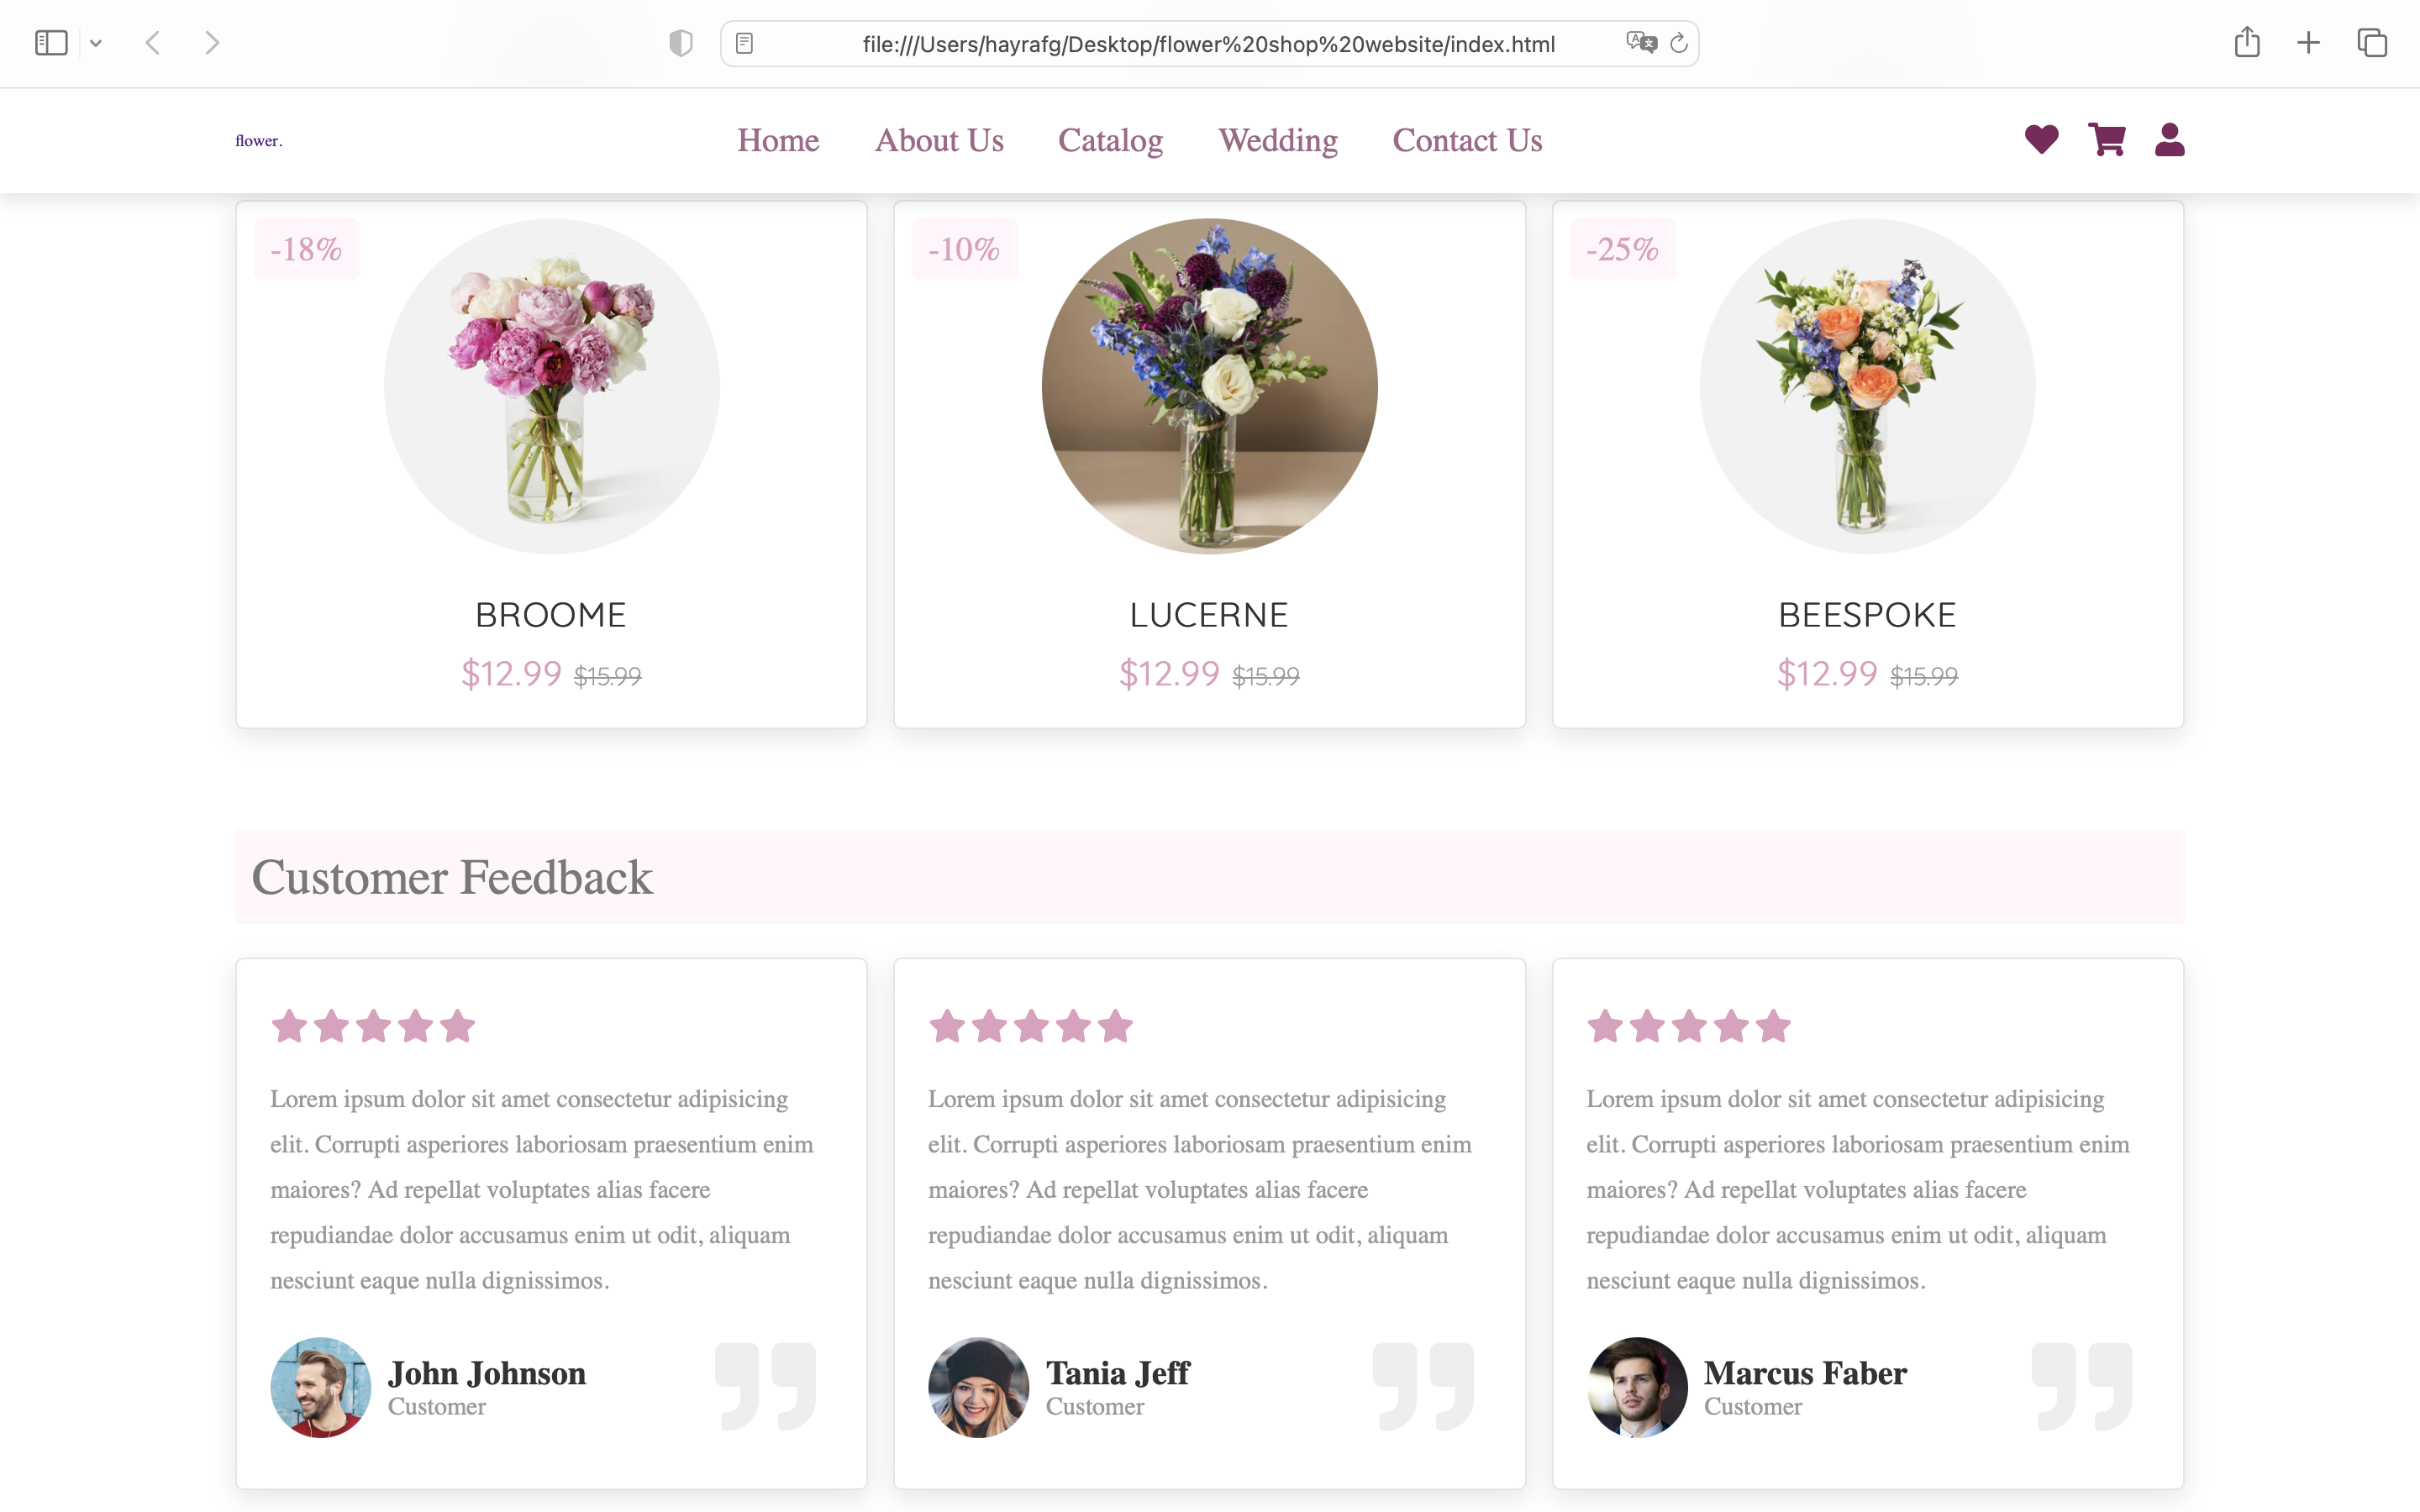 file:///Users/hayrafg/Desktop/flower%20shop%20website/index.html
flower.
Home About Us Catalog Wedding Contact Us
-18%
-10%
-25%
BROOME
LUCERNE
BEESPOKE
$12.99 $15.99
$12.99 $15.99
$12.99 $15.99
Customer Feedback
Lorem ipsum dolor sit amet consectetur adipisicing
elit. Corrupti asperiores laboriosam praesentium enim
maiores? Ad repellat voluptates alias facere
repudiandae dolor accusamus enim ut odit, aliquam
nesciunt eaque nulla dignissimos.
John Johnson
Customer
Lorem ipsum dolor sit amet consectetur adipisicing
elit. Corrupti asperiores laboriosam praesentium enim
maiores? Ad repellat voluptates alias facere
repudiandae dolor accusamus enim ut odit, aliquam
nesciunt eaque nulla dignissimos.
Tania Jeff
Customer
Lorem ipsum dolor sit amet consectetur adipisicing
elit. Corrupti asperiores laboriosam praesentium enim
maiores? Ad repellat voluptates alias facere
repudiandae dolor accusamus enim ut odit, aliquam
nesciunt eaque nulla dignissimos.
Marcus Faber
Customer